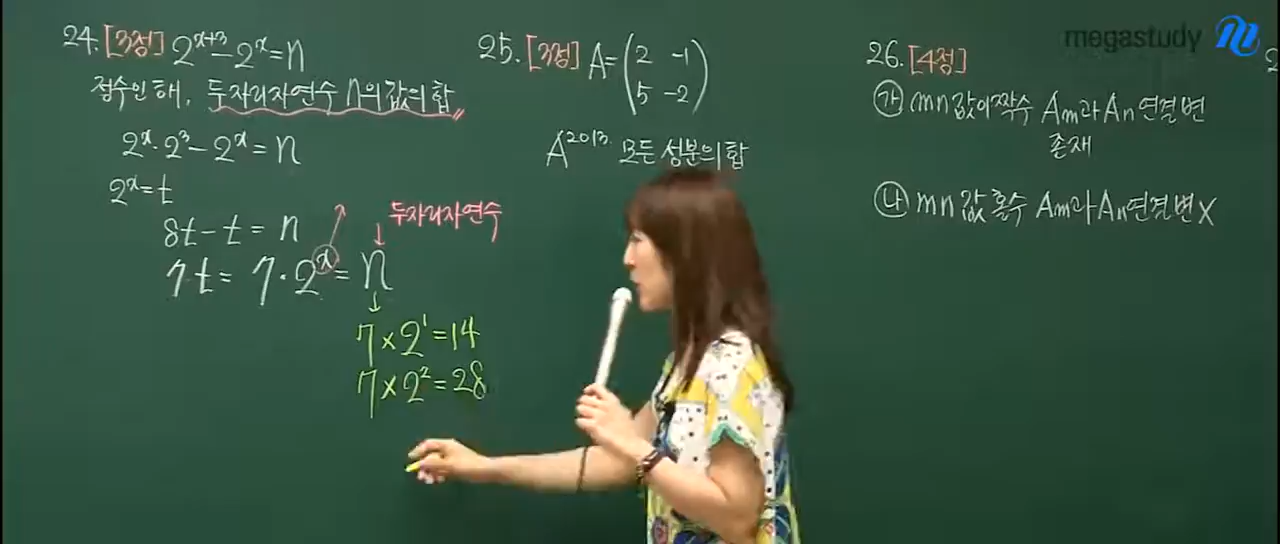 24. [3점] 2^{x+3} - 2^x = n
정수인 해, 두자리자연수 n의 값의 합
2^x · 2^3 - 2^x = n
2^x = t
두자리자연수
8t - t = n
7t = 7 · 2^x = n
7 × 2^1 = 14
7 × 2^2 = 28
25. [3점] A = (2 -1
5 -2)
A^{2013} 모든 성분의 합
megastudy
26. [4점]
㉮ mn 값이 짝수 Am과 An 연결변
존재
㉯ mn 값 홀수 Am과 An 연결변 X
2